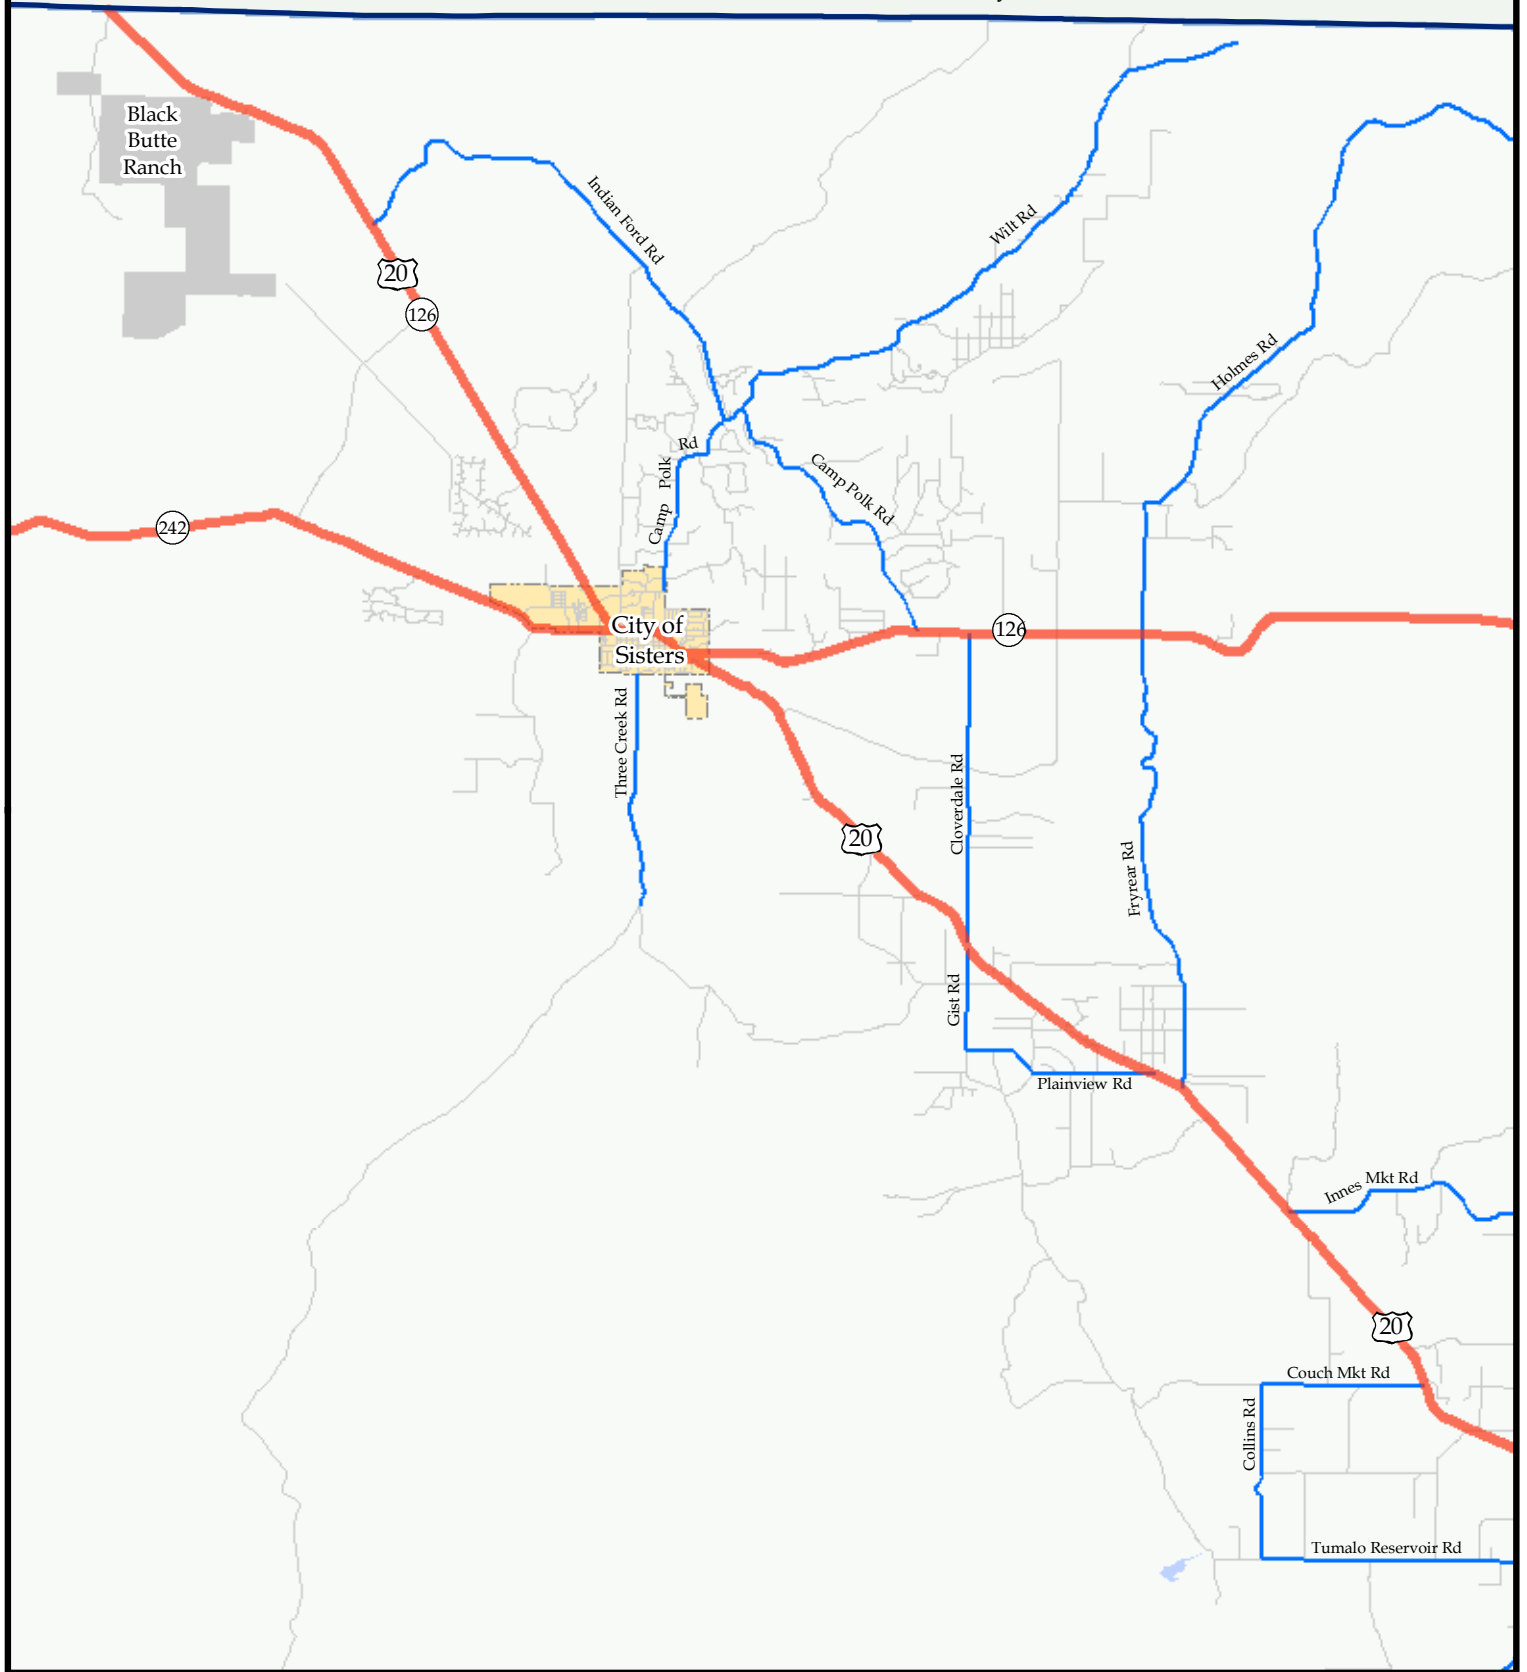 Black
Butte
Ranch
Indian Ford Rd
Wilt Rd
20
126
Holmes Rd
Camp Polk Rd
Camp Polk Rd
242
City of
Sisters
126
Three Creek Rd
Cloverdale Rd
20
Fryrear Rd
Gist Rd
Plainview Rd
Innes Mkt Rd
20
Couch Mkt Rd
Collins Rd
Tumalo Reservoir Rd